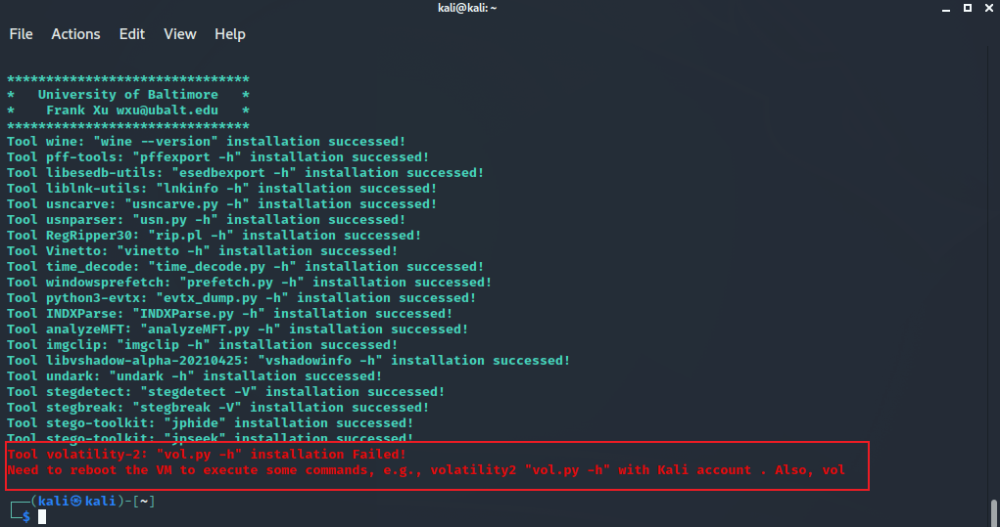 kali@kali: ~
File Actions Edit View Help
*******************************
* University of Baltimore *
* Frank Xu wxu@ubalt.edu *
*******************************
Tool wine: "wine --version" installation successed!
Tool pff-tools: "pffexport -h" installation successed!
Tool libesedb-utils: "esedbexport -h" installation successed!
Tool liblnk-utils: "lnkinfo -h" installation successed!
Tool usncarve: "usncarve.py -h" installation successed!
Tool usnparser: "usn.py -h" installation successed!
Tool RegRipper30: "rip.pl -h" installation successed!
Tool Vinetto: "vinetto -h" installation successed!
Tool time_decode: "time_decode.py -h" installation successed!
Tool windowsprefetch: "prefetch.py -h" installation successed!
Tool python3-evtx: "evtx_dump.py -h" installation successed!
Tool INDXParse: "INDXParse.py -h" installation successed!
Tool analyzeMFT: "analyzeMFT.py -h" installation successed!
Tool imgclip: "imgclip -h" installation successed!
Tool libvshadow-alpha-20210425: "vshadowinfo -h" installation successed!
Tool undark: "undark -h" installation successed!
Tool stegdetect: "stegdetect -V" installation successed!
Tool stegbreak: "stegbreak -V" installation successed!
Tool stego-toolkit: "jphide" installation successed!
Tool stego-toolkit: "jpseek" installation successed!
Tool volatility-2: "vol.py -h" installation Failed!
Need to reboot the VM to execute some commands, e.g., volatility2 "vol.py -h" with Kali account . Also, vol
┌──(kali㉿kali)-[~]
└─$